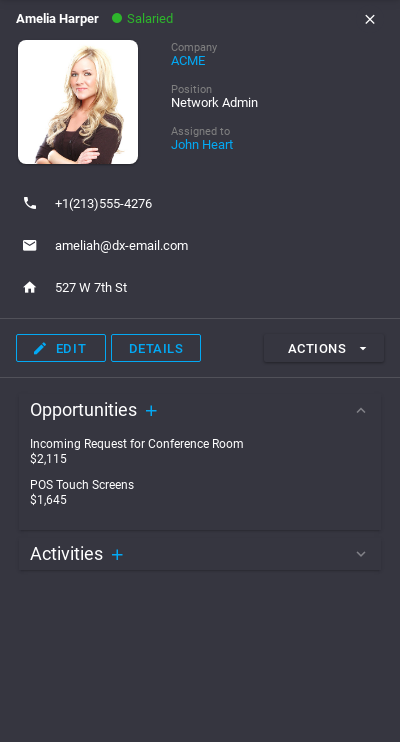 Amelia Harper Salaried
Company
ACME
Position
Network Admin
Assigned to
John Heart
+1(213)555-4276
ameliah@dx-email.com
527 W 7th St
EDIT DETAILS ACTIONS
Opportunities +
Incoming Request for Conference Room
$2,115
POS Touch Screens
$1,645
Activities +